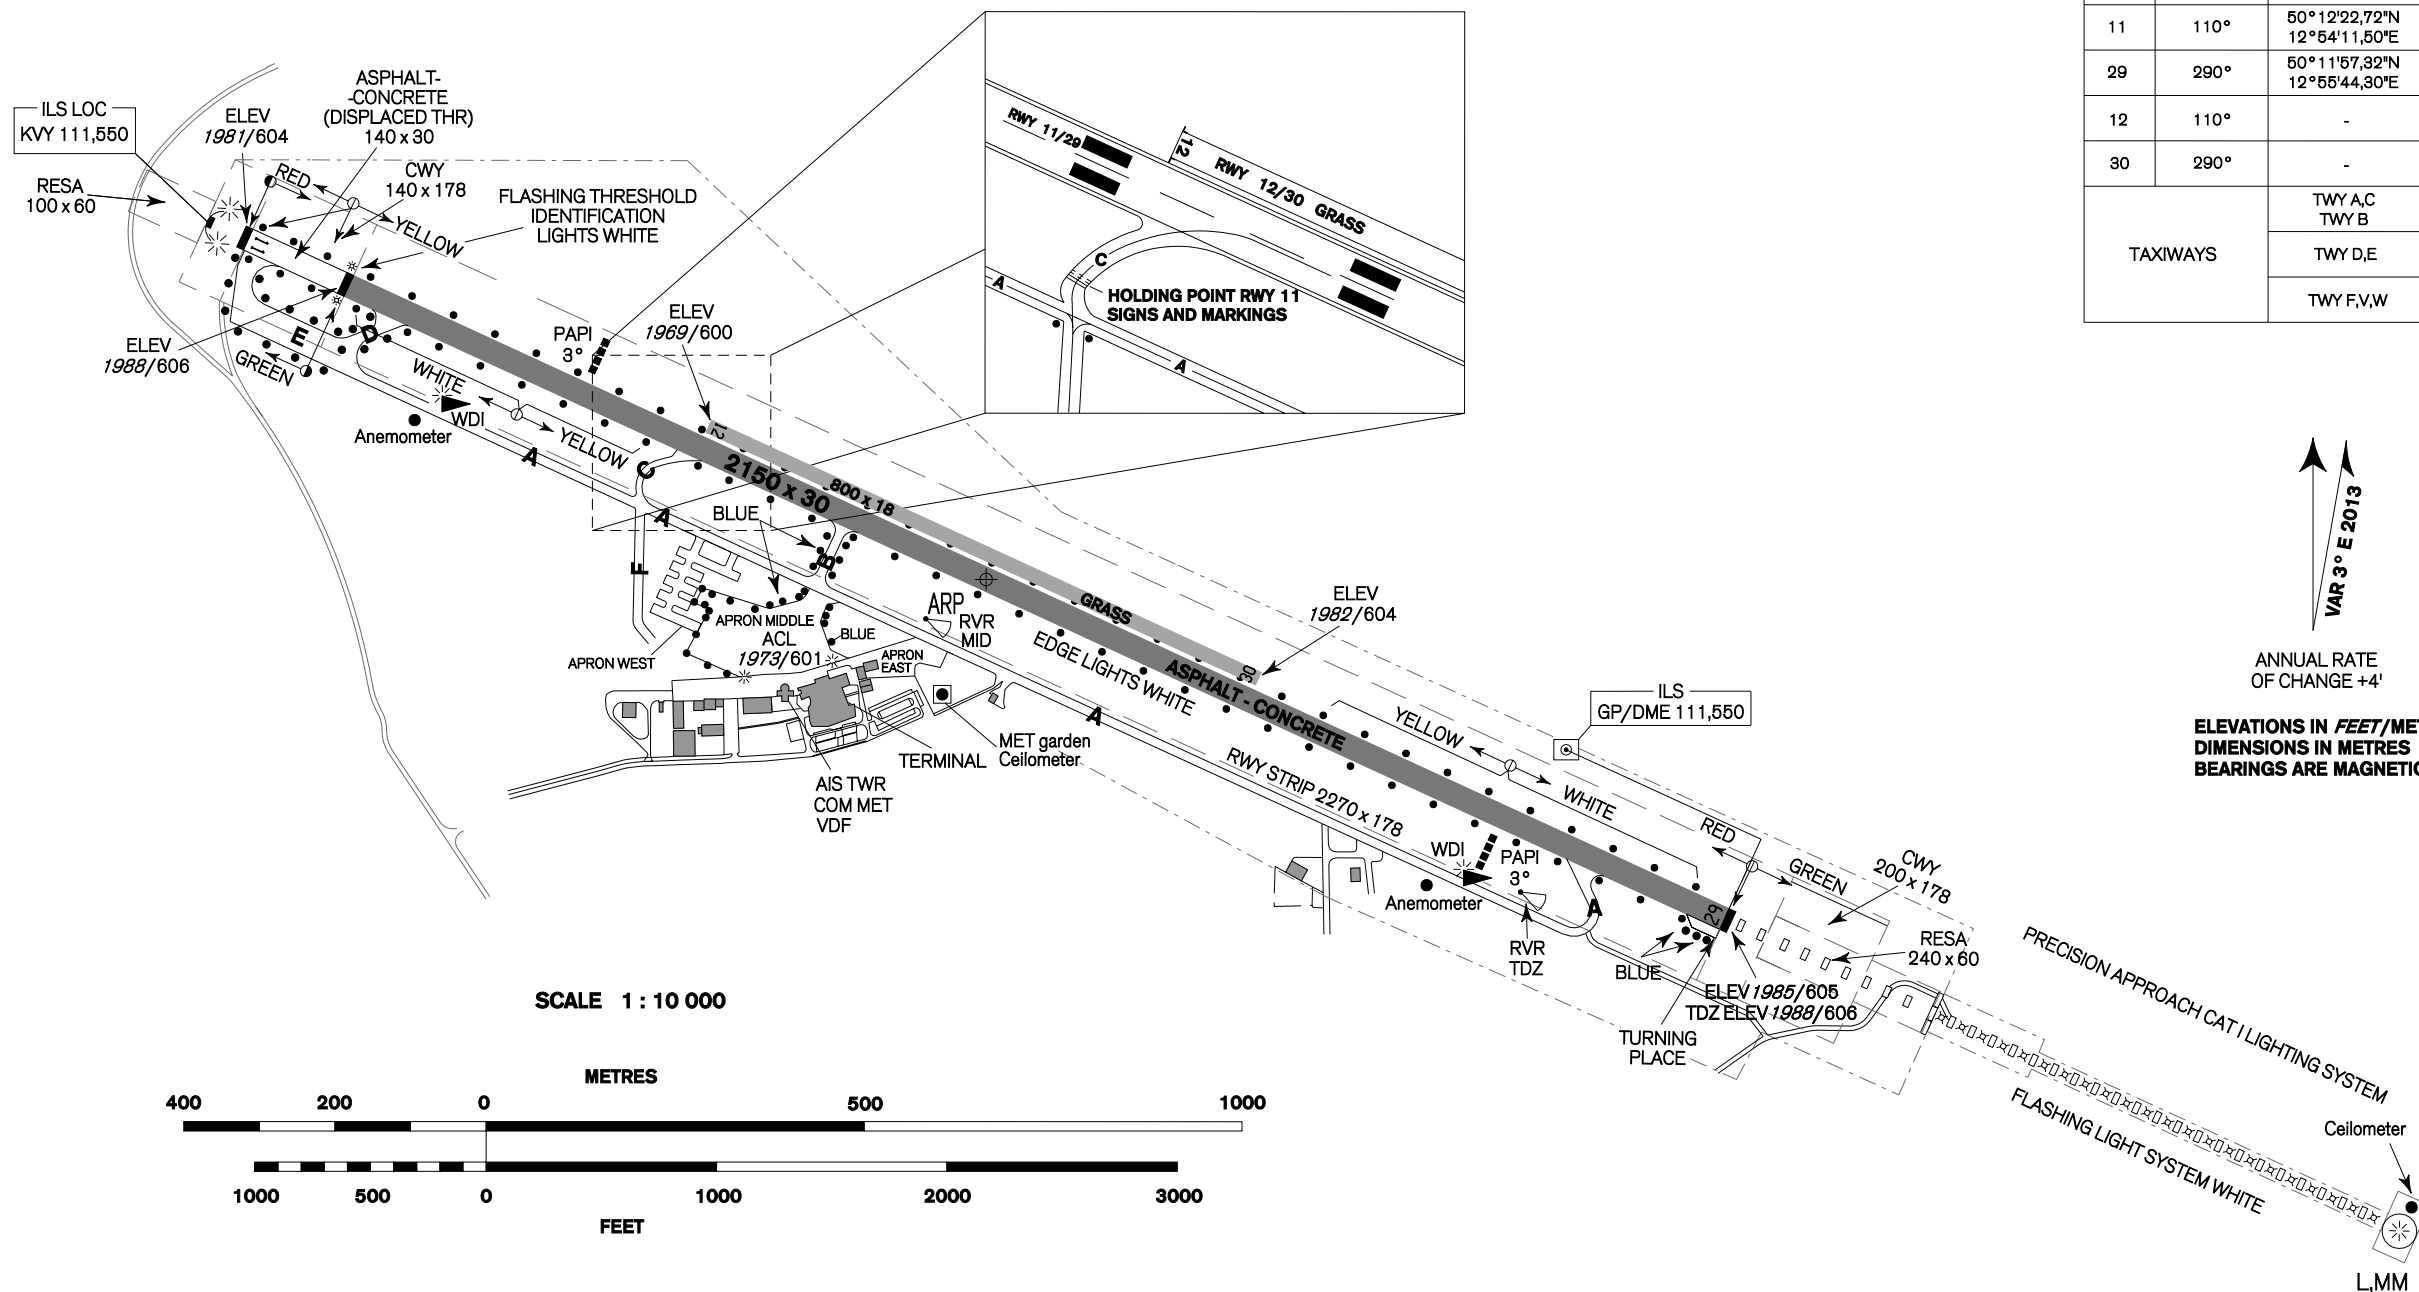 11 110° 50°12'22,72"N
12°54'11,50"E
29 290° 50°11'57,32"N
12°55'44,30"E
12 110° -
30 290° -
TAXIWAYS
TWY A,C
TWY B
TWY D,E
TWY F,V,W
ILS LOC
KVY 111,550
ELEV
1981/604
ASPHALT-
-CONCRETE
(DISPLACED THR)
140 x 30
RESA
100 x 60
RED
CWY
140 x 178
YELLOW
FLASHING THRESHOLD
IDENTIFICATION
LIGHTS WHITE
11
E
D
GREEN
ELEV
1988/606
WHITE
WDI
Anemometer
YELLOW
PAPI
3°
ELEV
1969/600
RWY 11/29
12
RWY 12/30 GRASS
C
A
HOLDING POINT RWY 11
SIGNS AND MARKINGS
A
A
C
12
2150 x 30
800 x 18
A
BLUE
B
F
APRON MIDDLE
ACL
1973/601
BLUE
APRON WEST
APRON
EAST
ARP
RVR
MID
GRASS
EDGE LIGHTS WHITE
ASPHALT - CONCRETE
30
ELEV
1982/604
A
MET garden
Ceilometer
TERMINAL
AIS TWR
COM MET
VDF
RWY STRIP 2270 x 178
YELLOW
WHITE
ILS
GP/DME 111,550
RED
GREEN
CWY
200 x 178
WDI
PAPI
3°
Anemometer
A
29
RVR
TDZ
BLUE
RESA
240 x 60
ELEV 1985/605
TDZ ELEV 1988/606
TURNING
PLACE
PRECISION APPROACH CAT I LIGHTING SYSTEM
FLASHING LIGHT SYSTEM WHITE
Ceilometer
L,MM
VAR 3° E 2013
ANNUAL RATE
OF CHANGE +4'
ELEVATIONS IN FEET/MET
DIMENSIONS IN METRES
BEARINGS ARE MAGNETIC
SCALE 1 : 10 000
METRES
400 200 0 500 1000
1000 500 0 1000 2000 3000
FEET